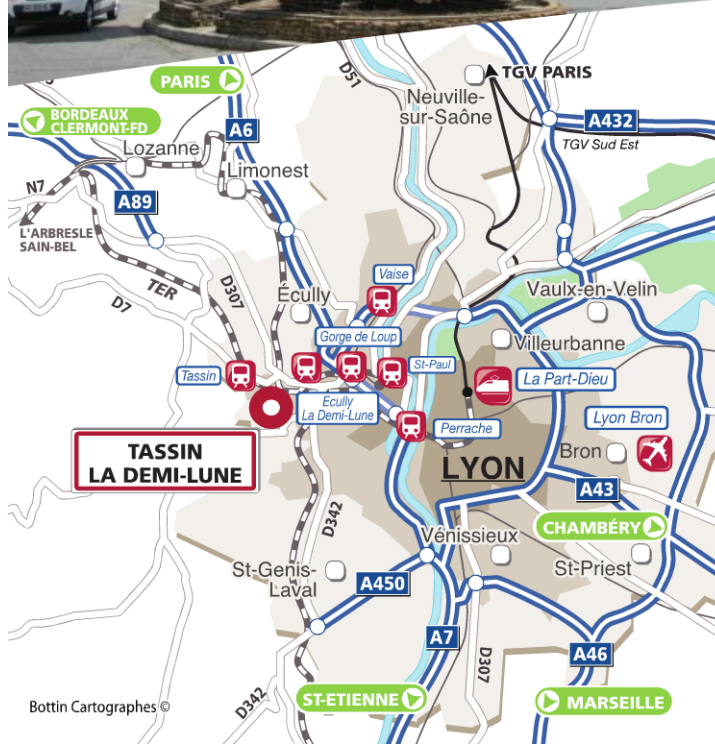 D51
TGV PARIS
PARIS
Neuville-
sur-Saône
BORDEAUX
CLERMONT-FD
A6
A432
TGV Sud Est
Lozanne
Limonest
N7
A89
L'ARBRESLE
SAIN-BEL
TER
D307
D7
Vaise
Écully
Vaulx-en-Velin
Gorge de Loup
Villeurbanne
Tassin
St-Paul
La Part-Dieu
Ecully
La Demi-Lune
Perrache
Lyon Bron
TASSIN
LA DEMI-LUNE
LYON
Bron
A43
D342
CHAMBÉRY
Vénissieux
St-Genis-
Laval
A450
St-Priest
A7
D307
A46
D342
ST-ETIENNE
MARSEILLE
Bottin Cartographes ©